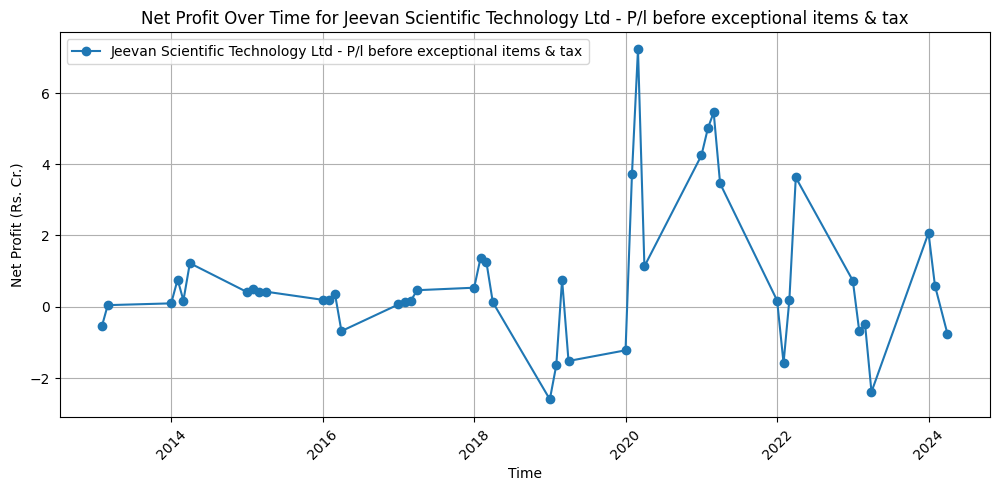 Net Profit Over Time for Jeevan Scientific Technology Ltd - P/l before exceptional items & tax
Jeevan Scientific Technology Ltd - P/l before exceptional items & tax
Net Profit (Rs. Cr.)
6
4
2
0
−2
2014
2016
2018
2020
2022
2024
Time